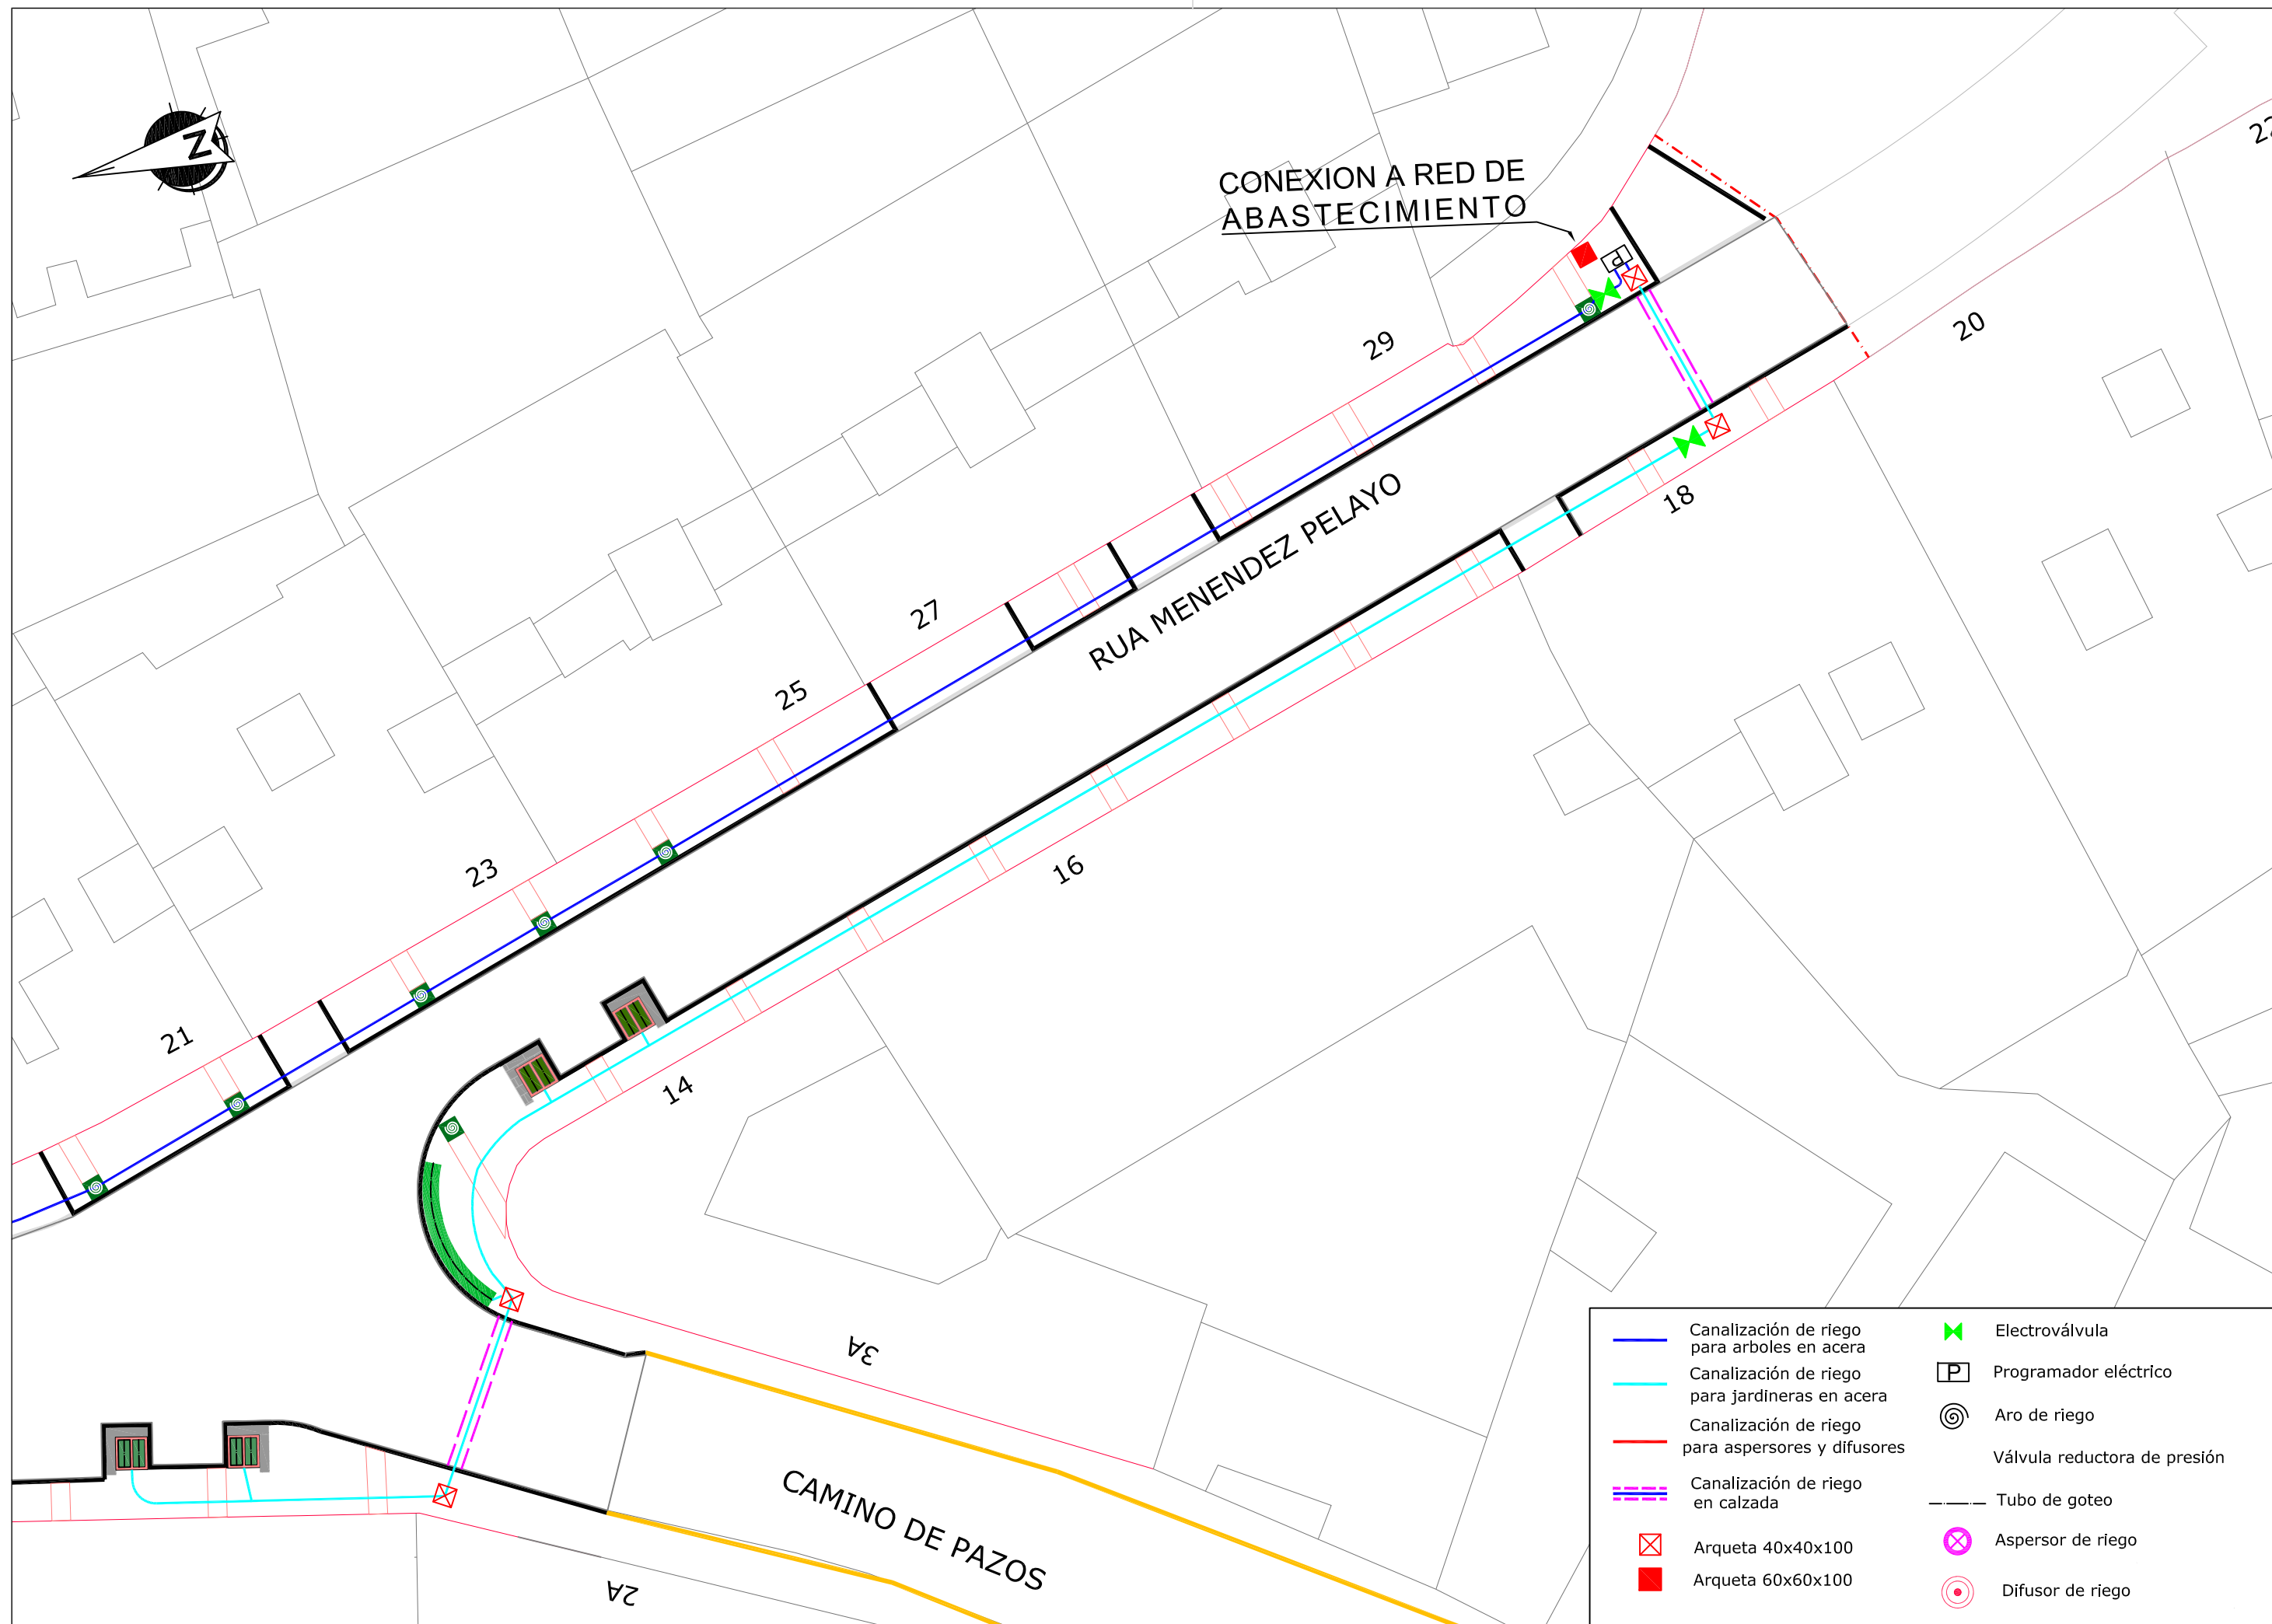 N
22
CONEXION A RED DE
ABASTECIMIENTO
P
20
29
18
RUA MENENDEZ PELAYO
27
25
16
23
14
21
3A
CAMINO DE PAZOS
2A
Canalización de riego
para arboles en acera
Canalización de riego
para jardineras en acera
Canalización de riego
para aspersores y difusores
Canalización de riego
en calzada
Arqueta 40x40x100
Arqueta 60x60x100
Electroválvula
P
Programador eléctrico
Aro de riego
Válvula reductora de presión
Tubo de goteo
Aspersor de riego
Difusor de riego